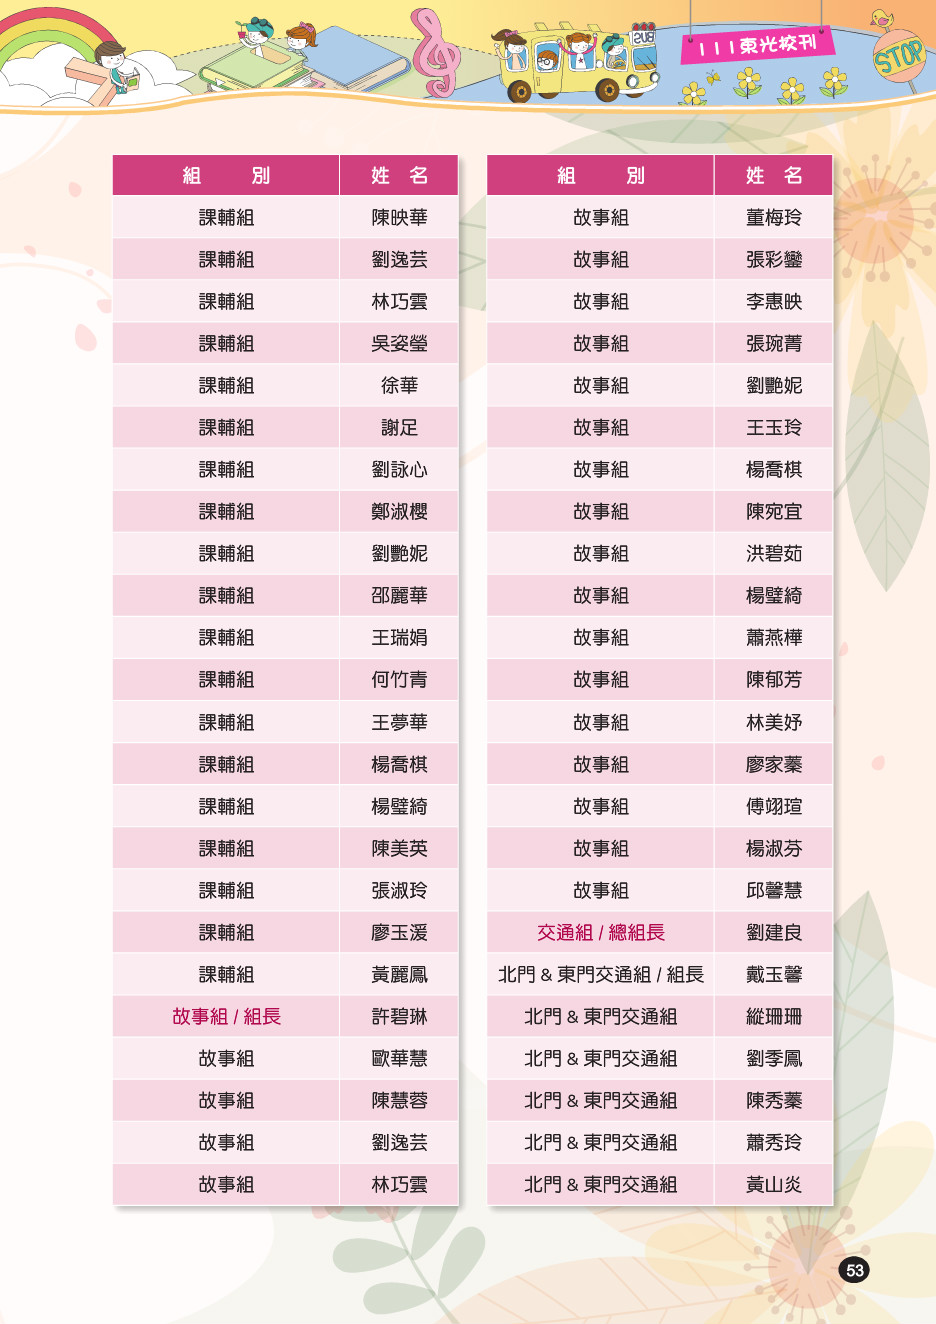 BUS
111東光校刊
STOP
組別 姓名
課輔組 陳映華
課輔組 劉逸芸
課輔組 林巧雲
課輔組 吳姿瑩
課輔組 徐華
課輔組 謝足
課輔組 劉詠心
課輔組 鄭淑櫻
課輔組 劉艷妮
課輔組 邵麗華
課輔組 王瑞娟
課輔組 何竹青
課輔組 王夢華
課輔組 楊喬棋
課輔組 楊璧綺
課輔組 陳美英
課輔組 張淑玲
課輔組 廖玉湲
課輔組 黃麗鳳
故事組 / 組長 許碧琳
故事組 歐華慧
故事組 陳慧蓉
故事組 劉逸芸
故事組 林巧雲
組別 姓名
故事組 董梅玲
故事組 張彩鑾
故事組 李惠映
故事組 張琬菁
故事組 劉艷妮
故事組 王玉玲
故事組 楊喬棋
故事組 陳宛宜
故事組 洪碧茹
故事組 楊璧綺
故事組 蕭燕樺
故事組 陳郁芳
故事組 林美妤
故事組 廖家蓁
故事組 傅翊瑄
故事組 楊淑芬
故事組 邱馨慧
交通組 / 總組長 劉建良
北門 & 東門交通組 / 組長 戴玉馨
北門 & 東門交通組 縱珊珊
北門 & 東門交通組 劉季鳳
北門 & 東門交通組 陳秀蓁
北門 & 東門交通組 蕭秀玲
北門 & 東門交通組 黃山炎
53